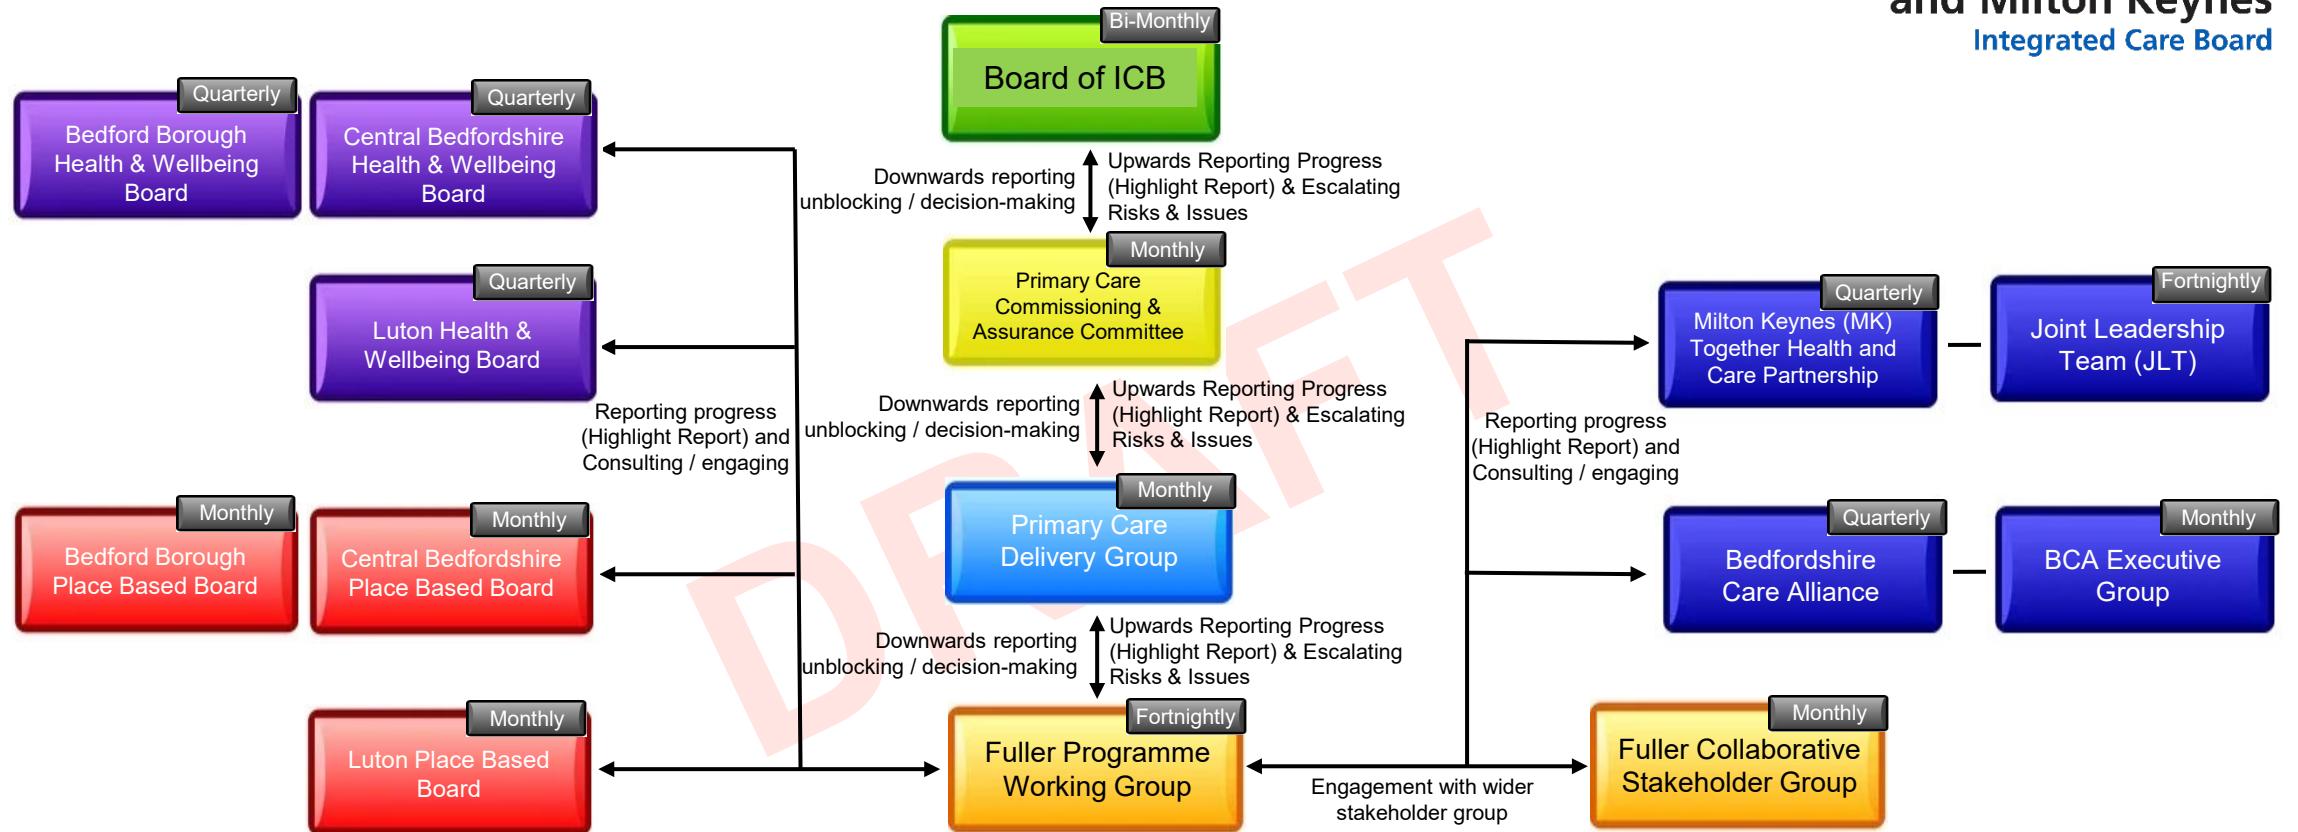 and Milton Keynes
Integrated Care Board
Bi-Monthly
Board of ICB
Quarterly
Bedford Borough
Health & Wellbeing
Board
Quarterly
Central Bedfordshire
Health & Wellbeing
Board
Downwards reporting
unblocking / decision-making
Upwards Reporting Progress
(Highlight Report) & Escalating
Risks & Issues
Monthly
Primary Care
Commissioning &
Assurance Committee
Quarterly
Luton Health &
Wellbeing Board
Quarterly
Milton Keynes (MK)
Together Health and
Care Partnership
Fortnightly
Joint Leadership
Team (JLT)
Reporting progress
(Highlight Report) and
Consulting / engaging
Downwards reporting
unblocking / decision-making
Upwards Reporting Progress
(Highlight Report) & Escalating
Risks & Issues
Reporting progress
(Highlight Report) and
Consulting / engaging
DRAFT
Monthly
Bedford Borough
Place Based Board
Monthly
Central Bedfordshire
Place Based Board
Monthly
Primary Care
Delivery Group
Quarterly
Bedfordshire
Care Alliance
Monthly
BCA Executive
Group
Downwards reporting
unblocking / decision-making
Upwards Reporting Progress
(Highlight Report) & Escalating
Risks & Issues
Monthly
Luton Place Based
Board
Fortnightly
Fuller Programme
Working Group
Engagement with wider
stakeholder group
Monthly
Fuller Collaborative
Stakeholder Group